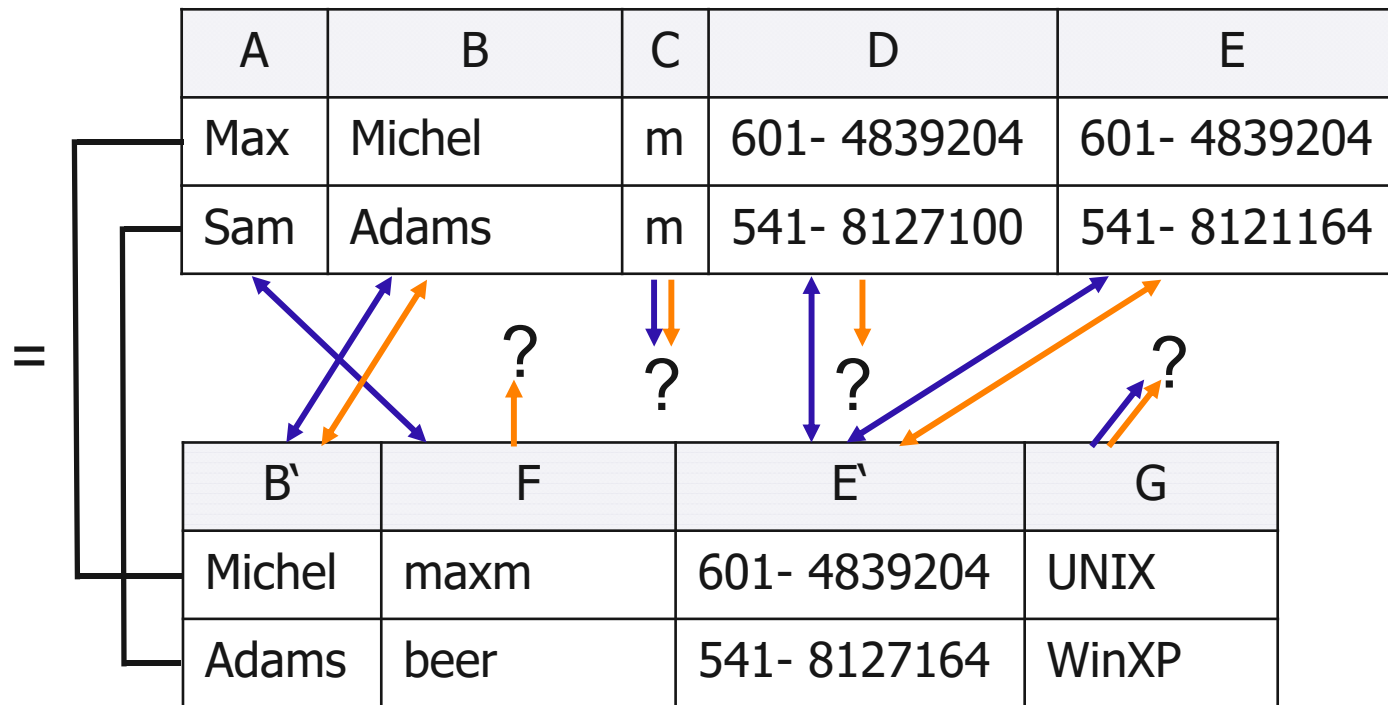 A B C D E
Max Michel m 601- 4839204 601- 4839204
Sam Adams m 541- 8127100 541- 8121164
= ? ? ? ?
B‛ F E‛ G
Michel maxm 601- 4839204 UNIX
Adams beer 541- 8127164 WinXP